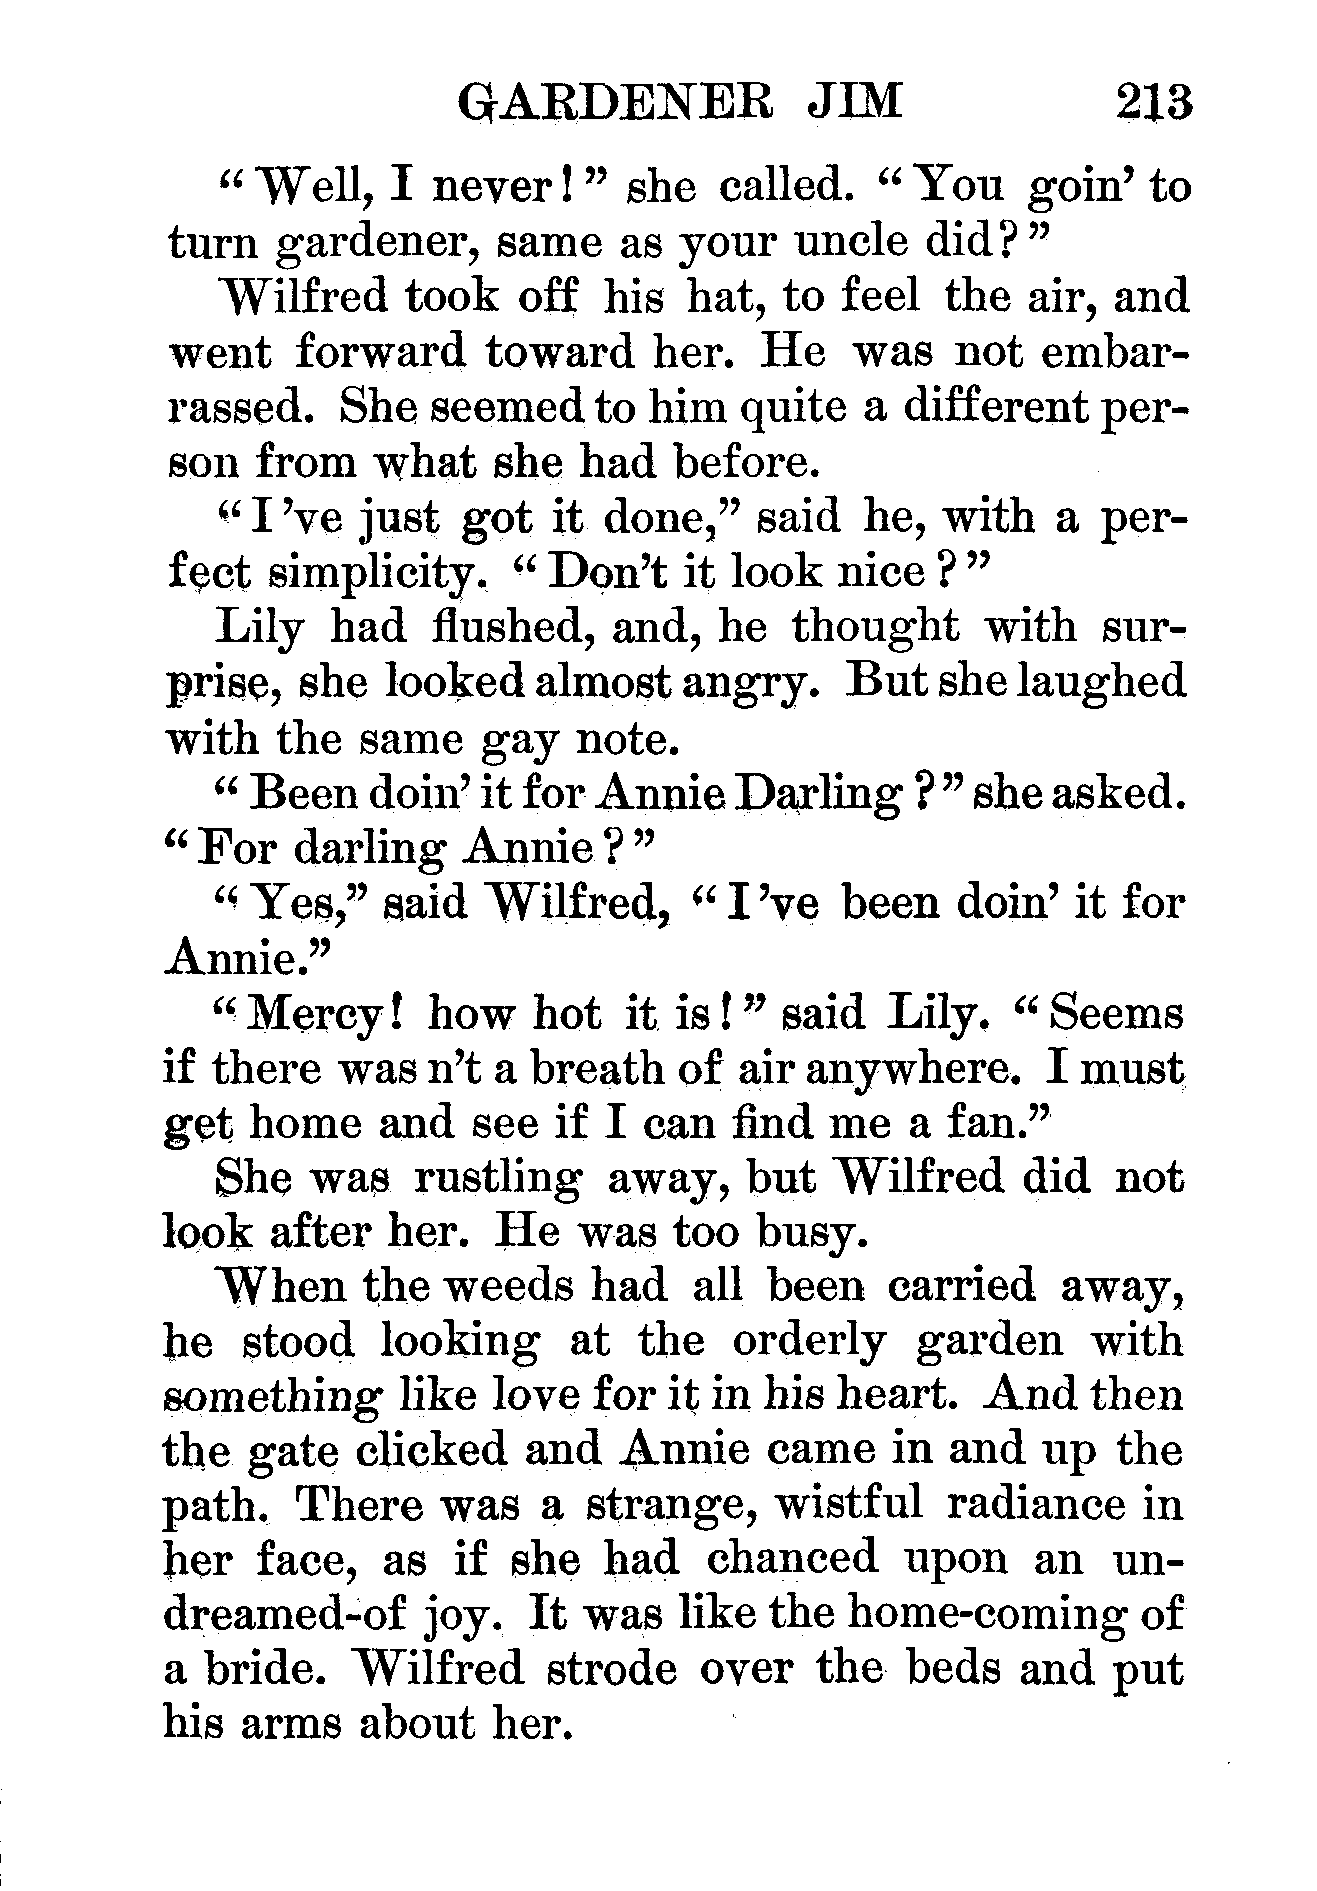 GARDENER JIM 213
“Well, I never!” she called. “You goin’ to
turn gardener, same as your uncle did?”
Wilfred took off his hat, to feel the air, and
went forward toward her. He was not embar-
rassed. She seemed to him quite a different per-
son from what she had before.
“I ’ve just got it done,” said he, with a per-
fect simplicity. “Don’t it look nice?”
Lily had flushed, and, he thought with sur-
prise, she looked almost angry. But she laughed
with the same gay note.
“Been doin’ it for Annie Darling?” she asked.
“For darling Annie?”
“Yes,” said Wilfred, “I ’ve been doin’ it for
Annie.”
“Mercy! how hot it is!” said Lily. “Seems
if there was n’t a breath of air anywhere. I must
get home and see if I can find me a fan.”
She was rustling away, but Wilfred did not
look after her. He was too busy.
When the weeds had all been carried away,
he stood looking at the orderly garden with
something like love for it in his heart. And then
the gate clicked and Annie came in and up the
path. There was a strange, wistful radiance in
her face, as if she had chanced upon an un-
dreamed-of joy. It was like the home-coming of
a bride. Wilfred strode over the beds and put
his arms about her.